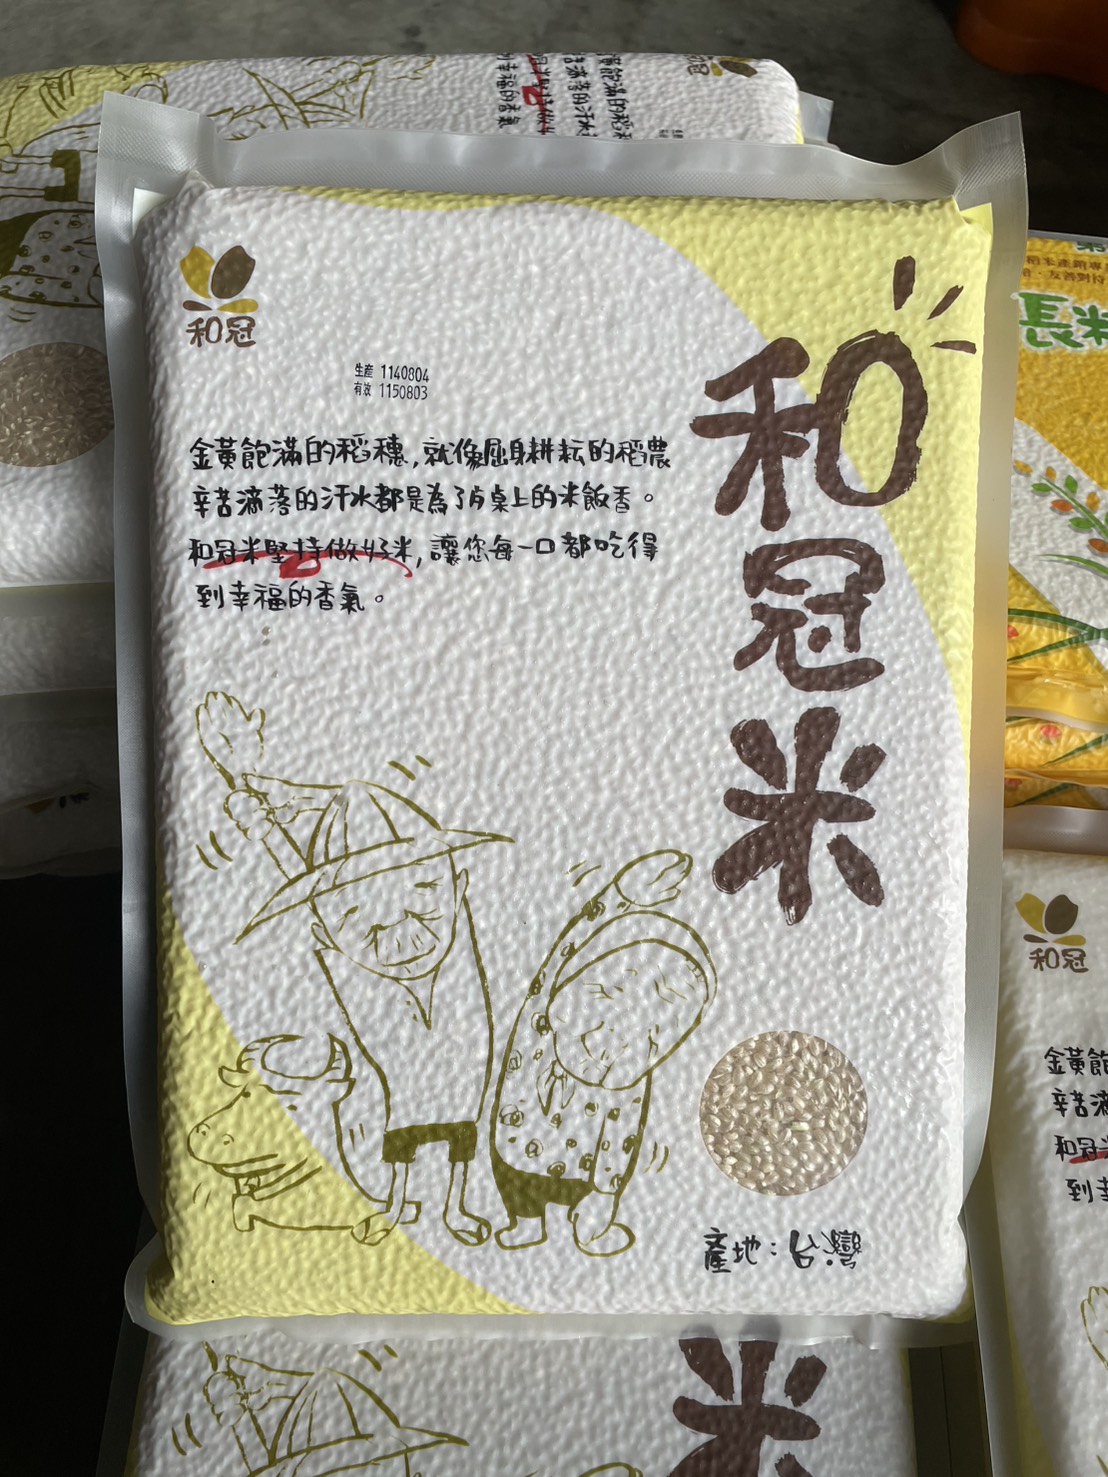 和冠
生產 1140804
有效 1150803
金黃飽滿的稻穗,就像屈身耕耘的稻農
辛苦滴落的汗水都是為了內桌上的米飯香。
和冠米堅持做好米,讓您每一口都吃得
到幸福的香氣。
和冠米
產地:台灣
長米
和冠
金黃飽
辛苦滴
和冠米
到幸
米